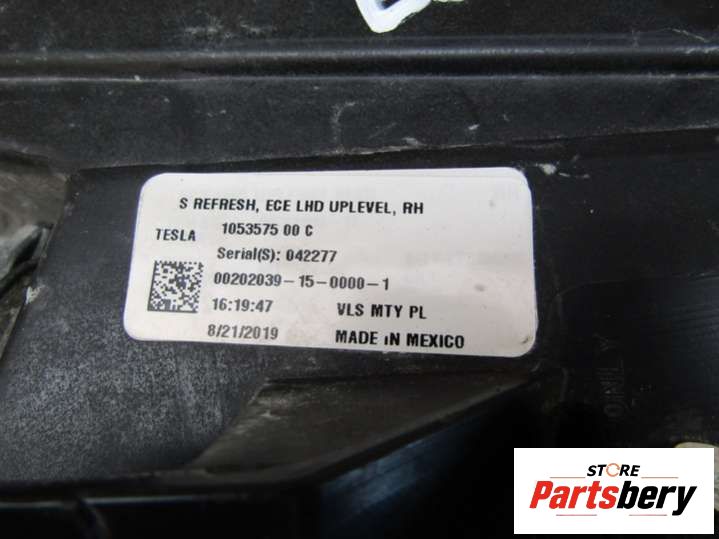 S REFRESH, ECE LHD UPLEVEL, RH
TESLA 1053575 00 C
Serial(S): 042277
00202039-15-0000-1
16:19:47 VLS MTY PL
8/21/2019 MADE IN MEXICO
ONLY
STORE
Partsbery